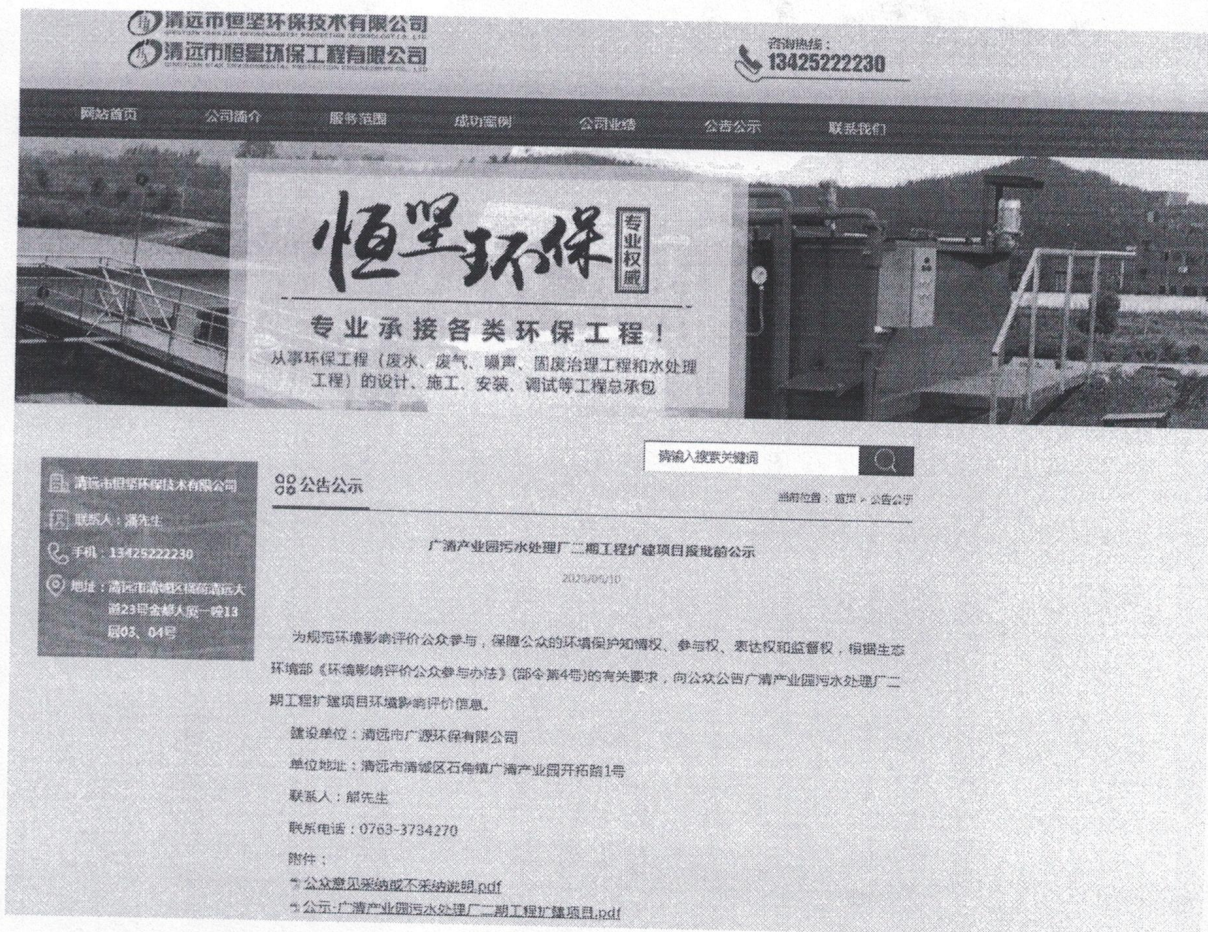 清远市恒坚环保技术有限公司
清远市恒星环保工程有限公司
咨询热线：
13425222230
网站首页 公司简介 服务范围 成功案例 公司业绩 公告公示 联系我们
恒坚环保
专业权威
专业承接各类环保工程！
从事环保工程（废水、废气、噪声、固废治理工程和水处理
工程）的设计、施工、安装、调试等工程总承包
请输入搜索关键词
清远市恒坚环保技术有限公司
联系人：潘先生
手机：13425222230
地址：清远市清城区桥南清远大
道23号金都大厦一幢13
层03、04号
公告公示
当前位置：首页 > 公告公示
广清产业园污水处理厂二期工程扩建项目报批前公示
为规范环境影响评价公众参与，保障公众的环境保护知情权、参与权、表达权和监督权，根据生态
环境部《环境影响评价公众参与办法》(部令第4号)的有关要求，向公众公告广清产业园污水处理厂二
期工程扩建项目环境影响评价信息。
建设单位：清远市广源环保有限公司
单位地址：清远市清城区石角镇广清产业园开拓路1号
联系人：邹先生
联系电话：0763-3734270
附件：
公众意见采纳或不采纳说明.pdf
公示-广清产业园污水处理厂二期工程扩建项目.pdf